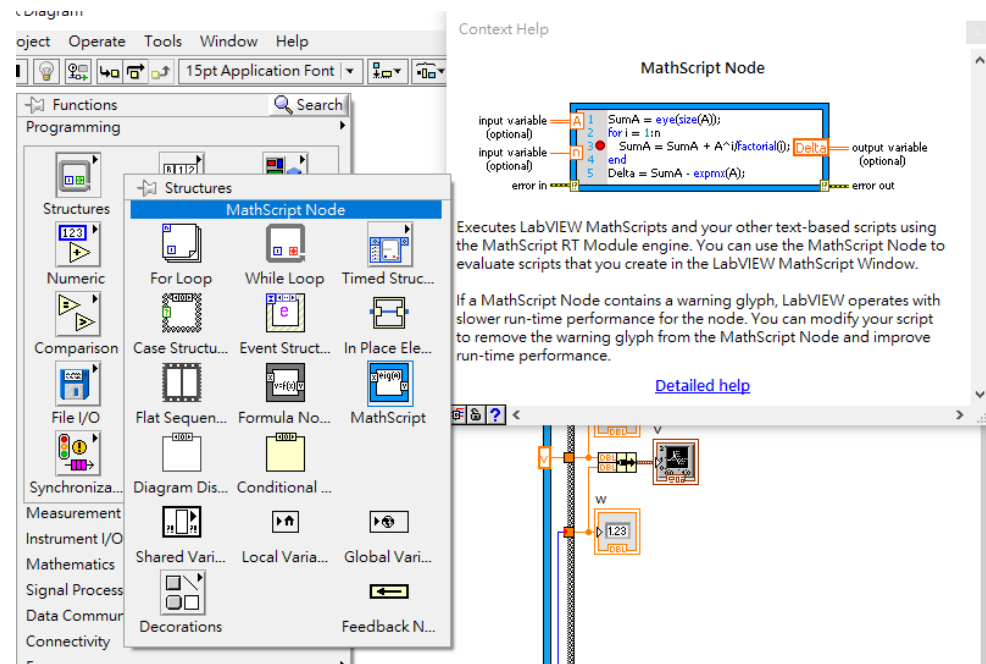 Diagram
oject Operate Tools Window Help
15pt Application Font
Functions
Search
Programming
Structures
Numeric
Comparison
File I/O
Synchroniza...
Measurement
Instrument I/O
Mathematics
Signal Process
Data Commun
Connectivity
Structures
MathScript Node
For Loop While Loop Timed Struc...
Case Structu... Event Struct... In Place Ele...
Flat Sequen... Formula No... MathScript
Diagram Dis... Conditional ...
Shared Vari... Local Varia... Global Vari...
Decorations Feedback N...
Context Help
MathScript Node
input variable
(optional)
input variable
(optional)
error in
A
n
1 SumA = eye(size(A));
2 for i = 1:n
3 SumA = SumA + A^i/factorial(i);
4 end
5 Delta = SumA - expmx(A);
Delta
output variable
(optional)
error out
Executes LabVIEW MathScripts and your other text-based scripts using
the MathScript RT Module engine. You can use the MathScript Node to
evaluate scripts that you create in the LabVIEW MathScript Window.
If a MathScript Node contains a warning glyph, LabVIEW operates with
slower run-time performance for the node. You can modify your script
to remove the warning glyph from the MathScript Node and improve
run-time performance.
Detailed help
DBL
V
v
DBL
DBL
w
1.23
DBL